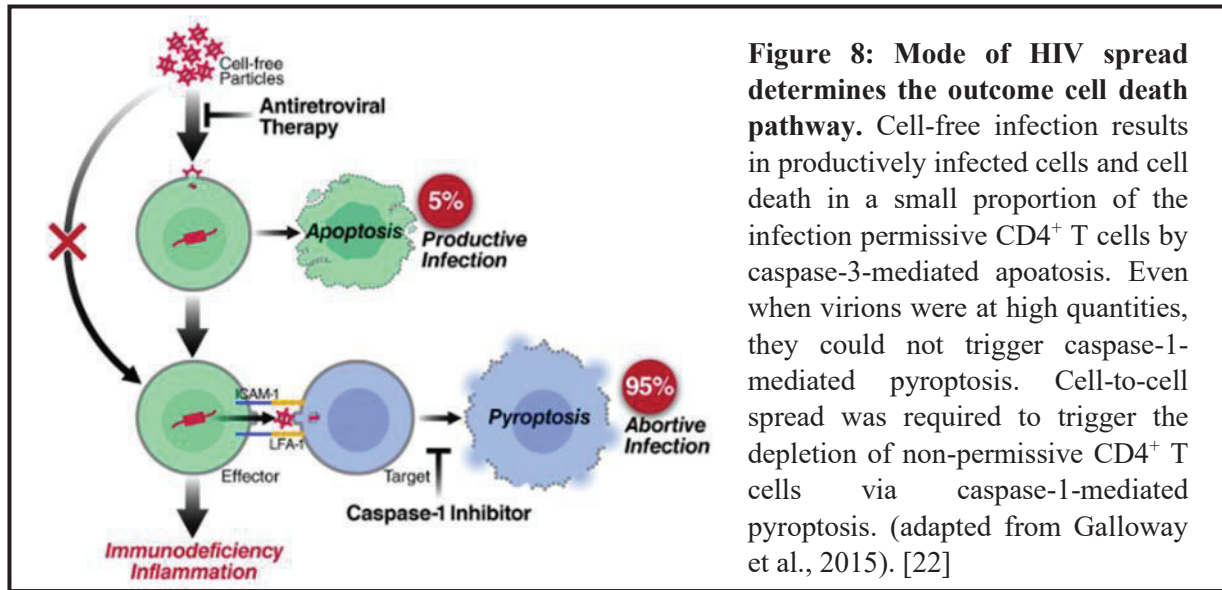 Cell-free
Particles
Antiretroviral
Therapy
Apoptosis
5%
Productive
Infection
ICAM-1
LFA-1
Effector
Target
Pyroptosis
95%
Abortive
Infection
Caspase-1 Inhibitor
Immunodeficiency
Inflammation
Figure 8: Mode of HIV spread
determines the outcome cell death
pathway. Cell-free infection results
in productively infected cells and cell
death in a small proportion of the
infection permissive CD4⁺ T cells by
caspase-3-mediated apoatosis. Even
when virions were at high quantities,
they could not trigger caspase-1-
mediated pyroptosis. Cell-to-cell
spread was required to trigger the
depletion of non-permissive CD4⁺ T
cells via caspase-1-mediated
pyroptosis. (adapted from Galloway
et al., 2015). [22]